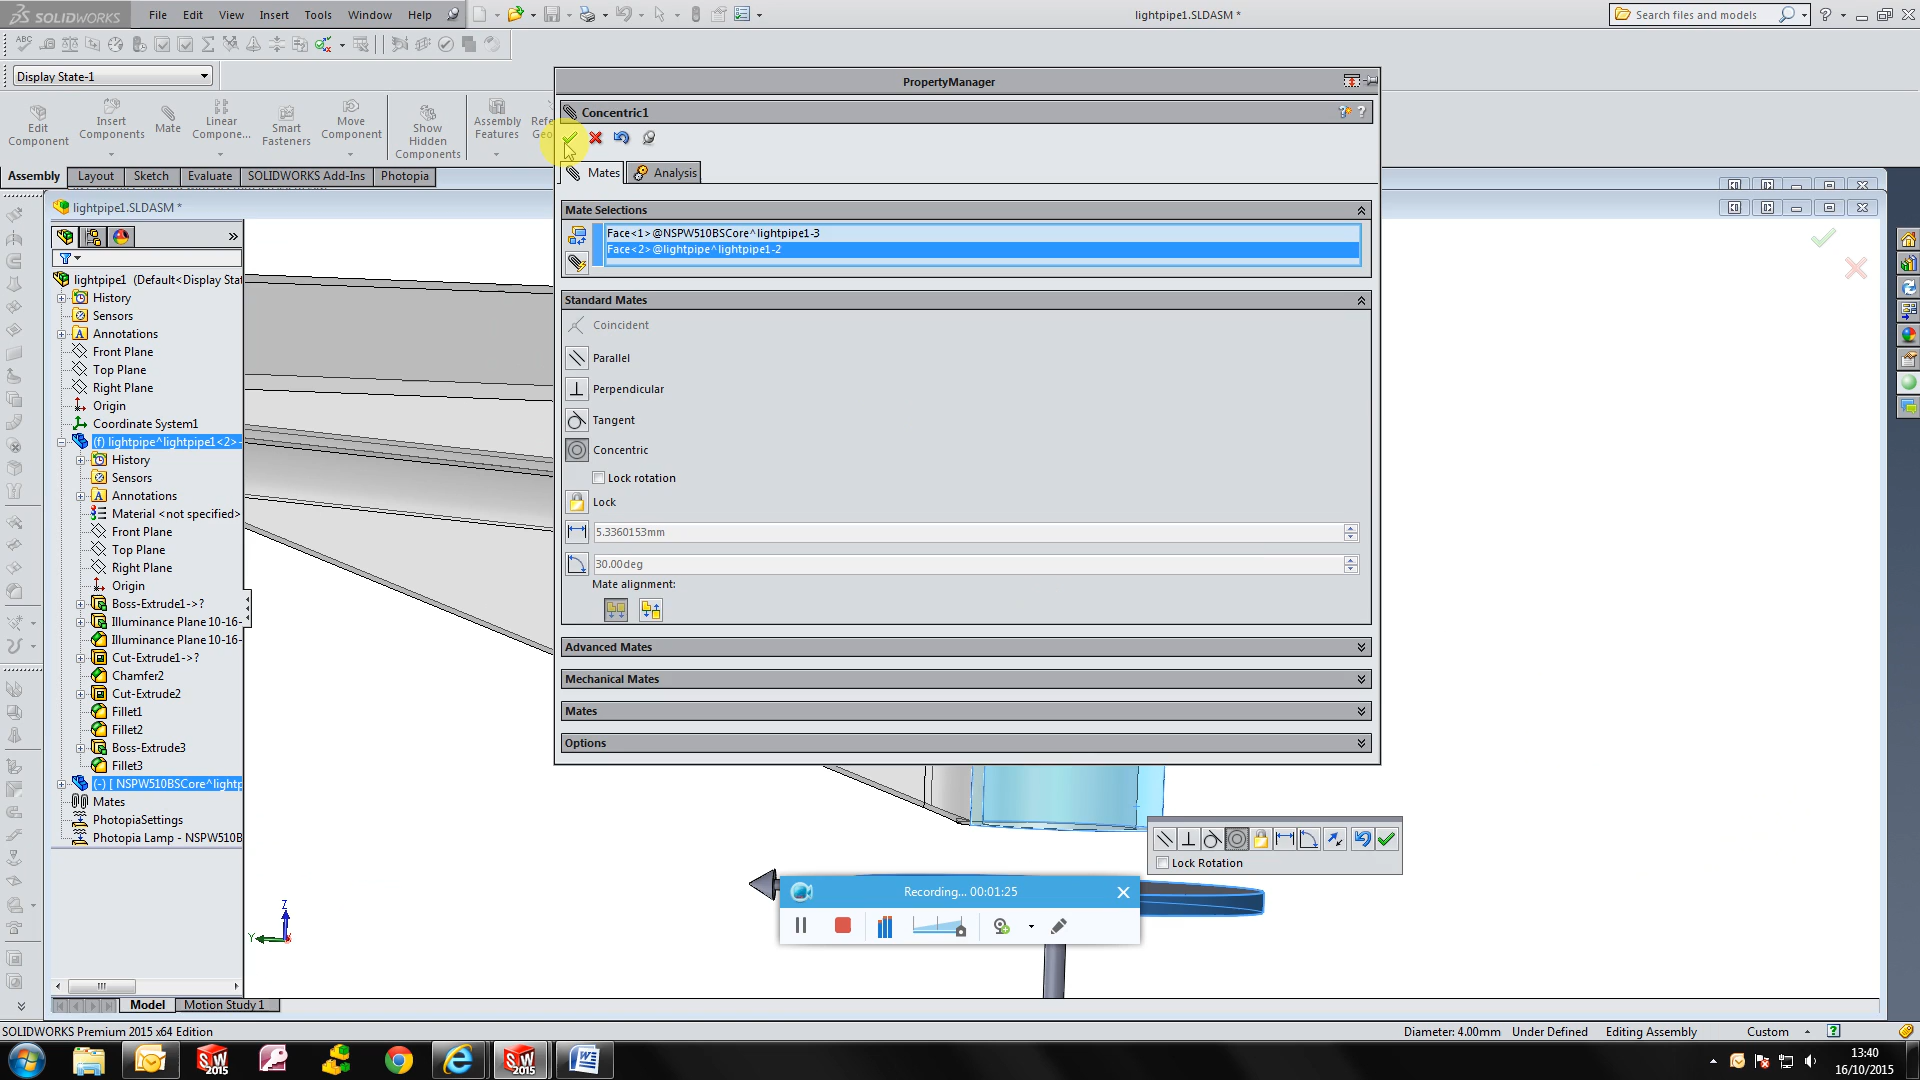 SOLIDWORKS File Edit View Insert Tools Window Help
lightpipe1.SLDASM *
Search files and models
Display State-1
Edit Component
Insert Components
Mate
Linear Compone...
Smart Fasteners
Move Component
Show Hidden Components
Assembly Features
Assembly Layout Sketch Evaluate SOLIDWORKS Add-Ins Photopia
lightpipe1.SLDASM *
lightpipe1 (Default<Display Stat
History
Sensors
Annotations
Front Plane
Top Plane
Right Plane
Origin
Coordinate System1
(f) lightpipe^lightpipe1<2>-
History
Sensors
Annotations
Material <not specified>
Front Plane
Top Plane
Right Plane
Origin
Boss-Extrude1->?
Illuminance Plane 10-16-
Illuminance Plane 10-16-
Cut-Extrude1->?
Chamfer2
Cut-Extrude2
Fillet1
Fillet2
Boss-Extrude3
Fillet3
(-) [ NSPW510BSCore^lightp
Mates
PhotopiaSettings
Photopia Lamp - NSPW510B
PropertyManager
Concentric1
Mates Analysis
Mate Selections
Face<1>@NSPW510BSCore^lightpipe1-3
Face<2>@lightpipe^lightpipe1-2
Standard Mates
Coincident
Parallel
Perpendicular
Tangent
Concentric
Lock rotation
Lock
5.3360153mm
30.00deg
Mate alignment:
Advanced Mates
Mechanical Mates
Mates
Options
Lock Rotation
Recording... 00:01:25
Z
Y
Model Motion Study 1
SOLIDWORKS Premium 2015 x64 Edition
Diameter: 4.00mm Under Defined Editing Assembly Custom
13:40
16/10/2015